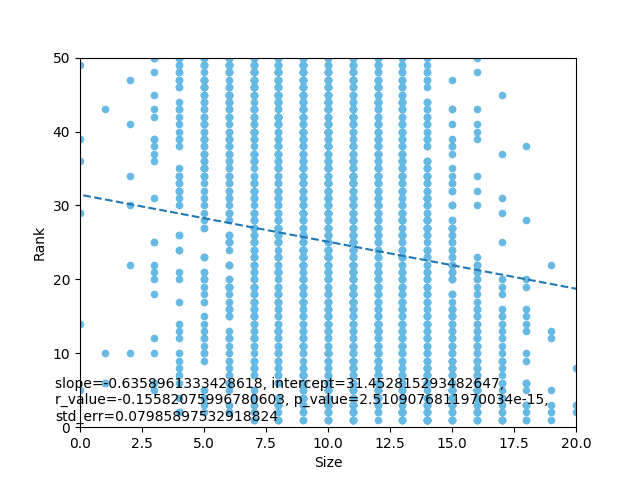 50
40
Rank
30
20
10
slope=-0.6358961333428618, intercept=31.452815293482647,
r_value=-0.15582075996780603, p_value=2.5109076811970034e-15,
std_err=0.07985897532918824
0
0.0 2.5 5.0 7.5 10.0 12.5 15.0 17.5 20.0
Size